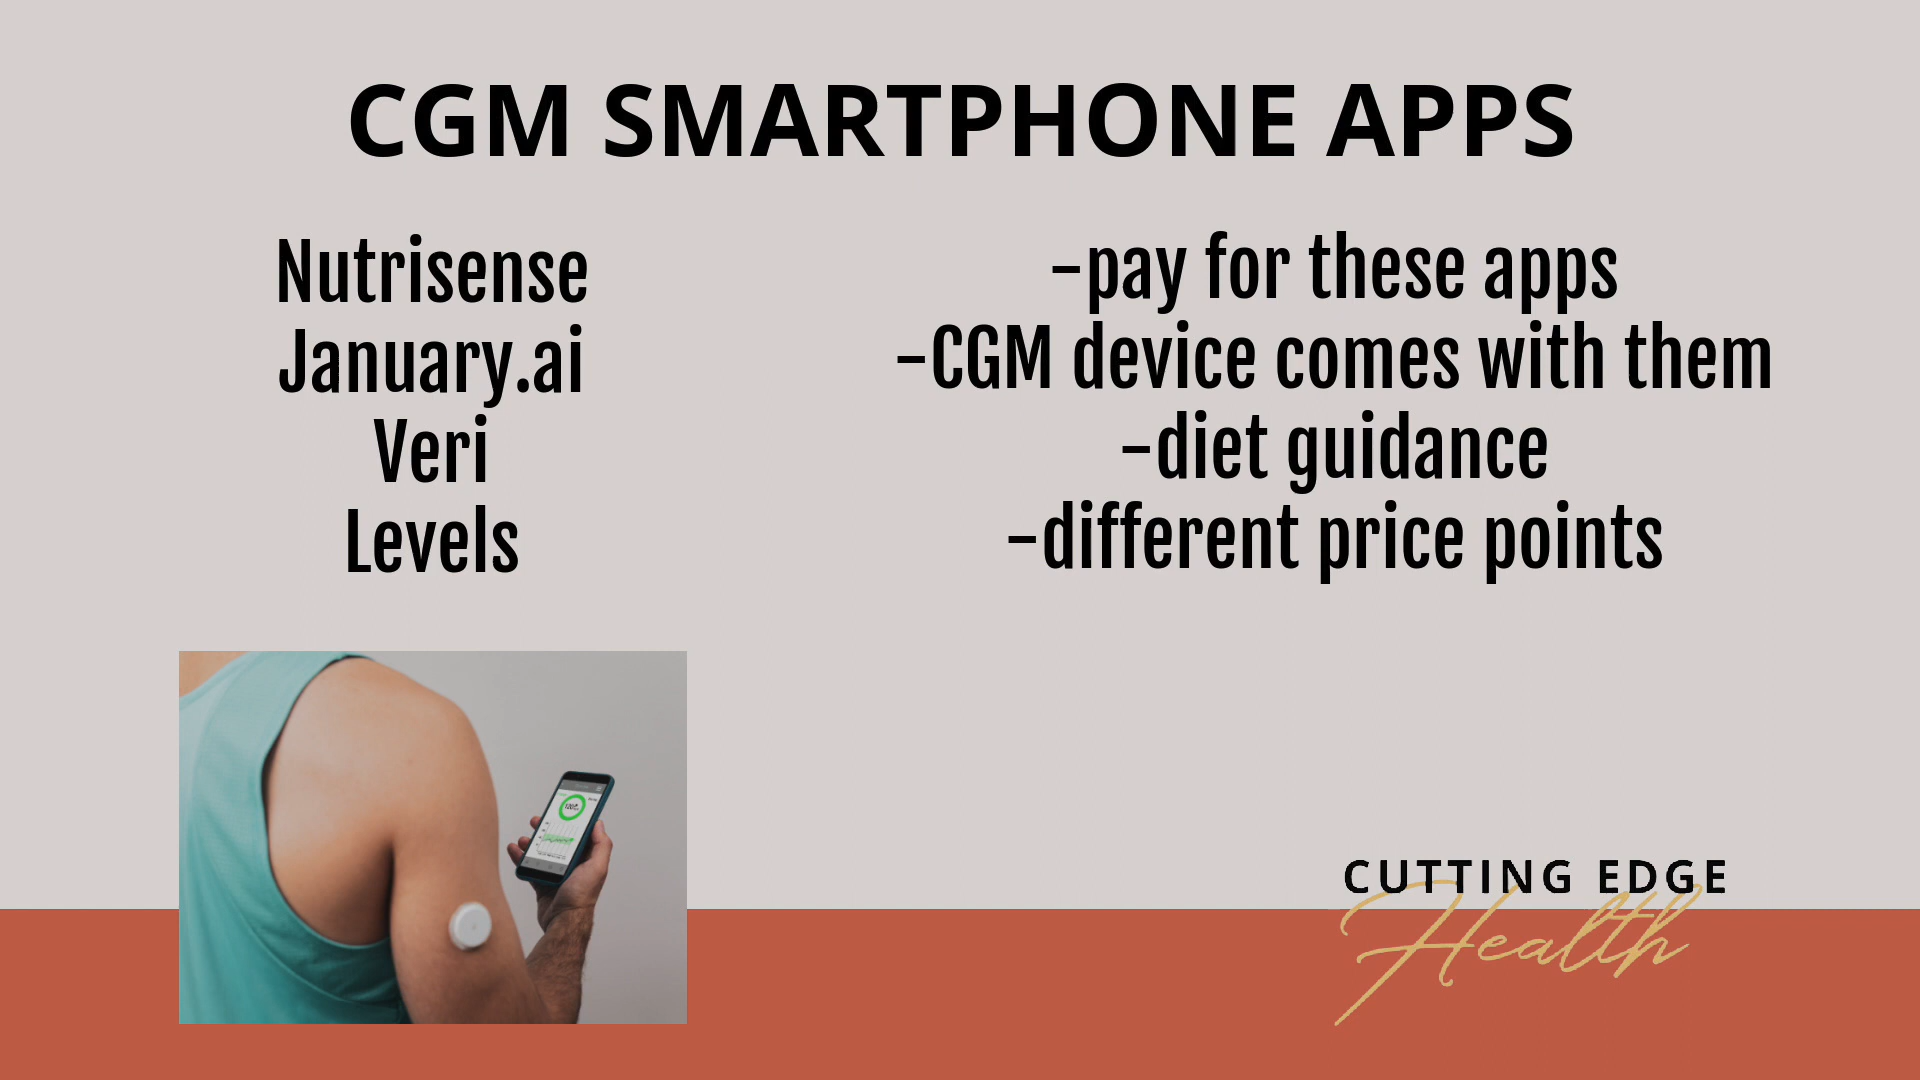 CGM SMARTPHONE APPS
Nutrisense
January.ai
Veri
Levels
-pay for these apps
-CGM device comes with them
-diet guidance
-different price points
CUTTING EDGE
Health